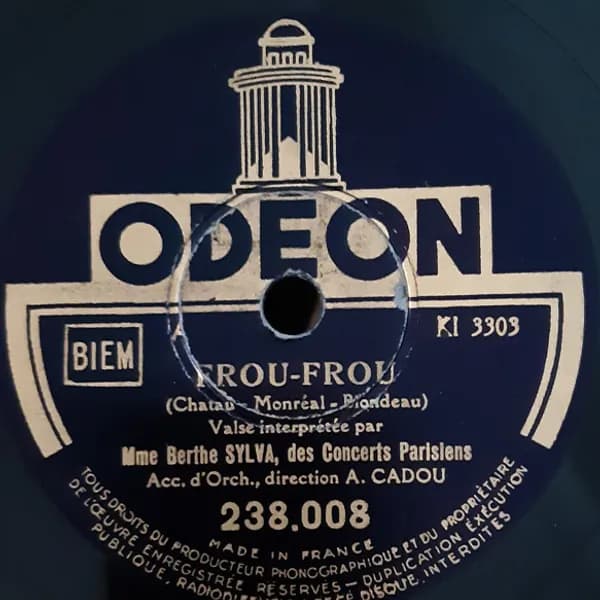 ODEON
BIEM
A
KI 3303
FROU-FROU
(Chatau - Monréal - Blondeau)
Valse interprétée par
Mme Berthe SYLVA, des Concerts Parisiens
Acc. d'Orch., direction A. CADOU
238.008
MADE IN FRANCE
TOUS DROITS DU PRODUCTEUR PHONOGRAPHIQUE ET DU PROPRIÉTAIRE
DE L'ŒUVRE ENREGISTRÉE RÉSERVÉS - DUPLICATION EXÉCUTION
PUBLIQUE, DE CE DISQUE INTERDITES